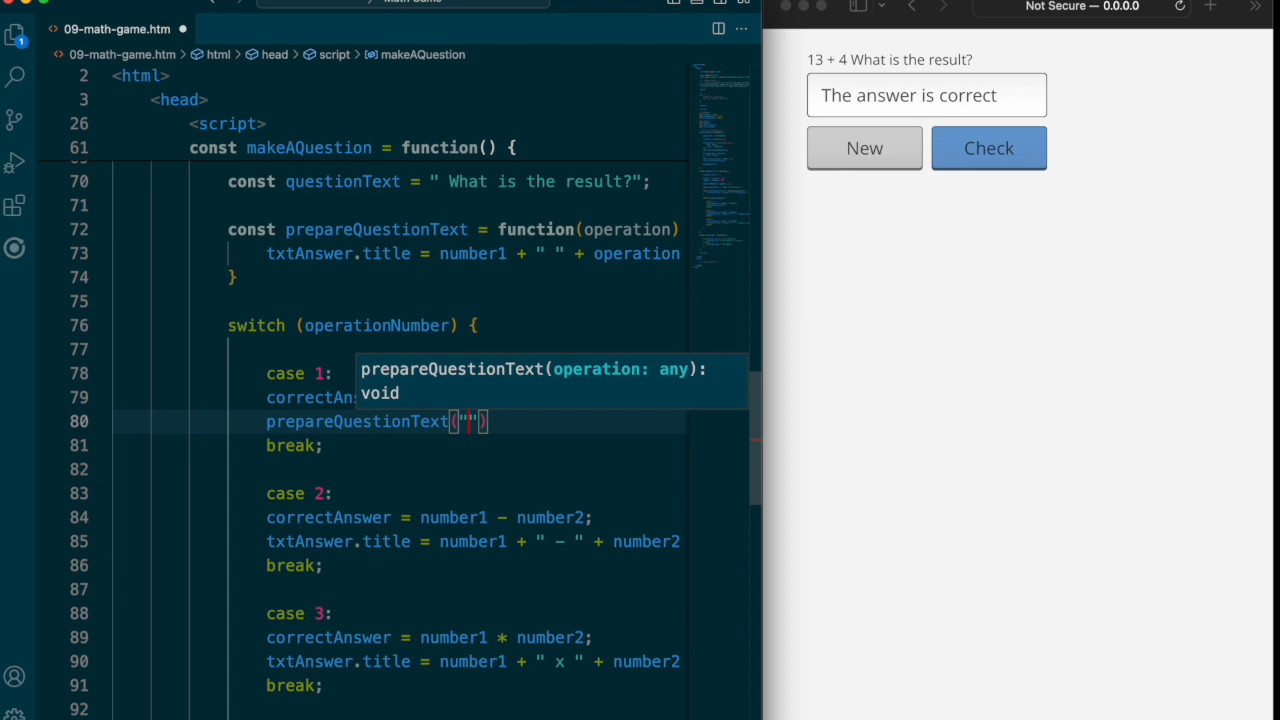 Math Game
09-math-game.htm
09-math-game.htm > html > head > script > makeAQuestion
1
2 <html>
3 <head>
26 <script>
61 const makeAQuestion = function() {
70 const questionText = " What is the result?";
71
72 const prepareQuestionText = function(operation)
73 txtAnswer.title = number1 + " " + operation
74 }
75
76 switch (operationNumber) {
77
78 case 1:
prepareQuestionText(operation: any):
void
79 correctAns
80 prepareQuestionText("")
81 break;
82
83 case 2:
84 correctAnswer = number1 - number2;
85 txtAnswer.title = number1 + " - " + number2
86 break;
87
88 case 3:
89 correctAnswer = number1 * number2;
90 txtAnswer.title = number1 + " x " + number2
91 break;
92
Not Secure — 0.0.0.0
13 + 4 What is the result?
The answer is correct
New
Check